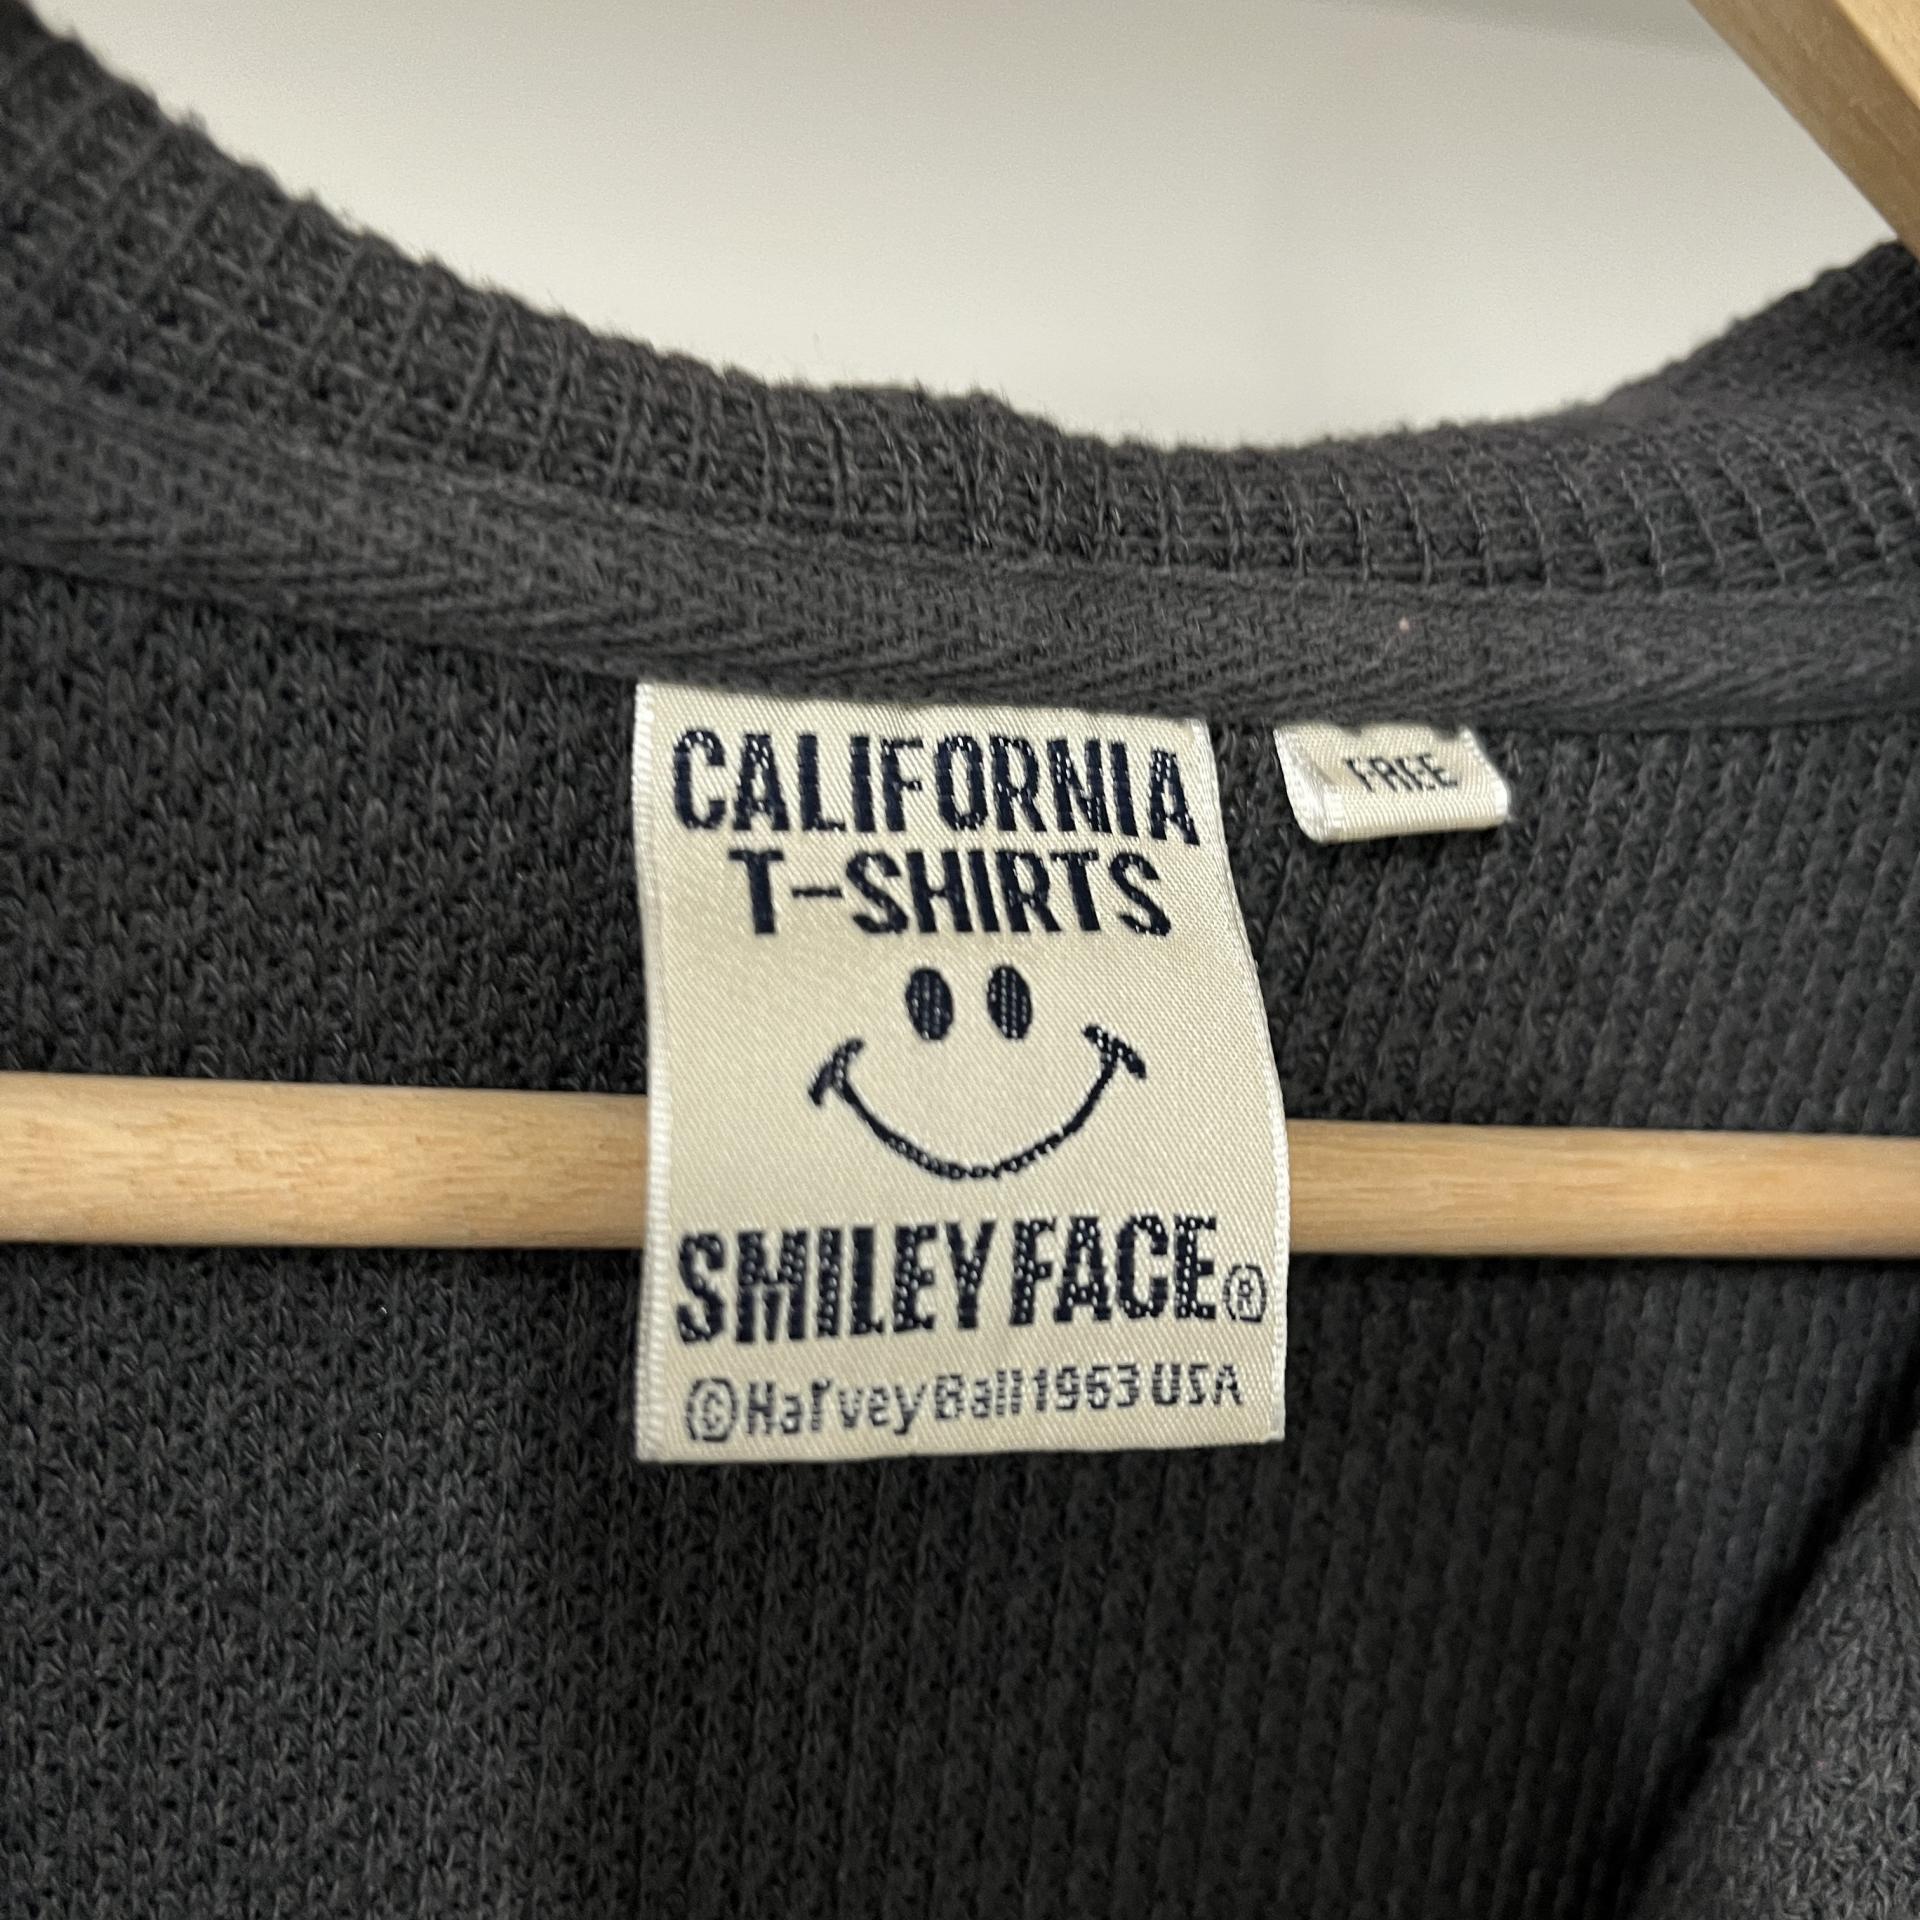 CALIFORNIA
T-SHIRTS
SMILEY FACE®
©Harvey Ball 1963 USA
FREE